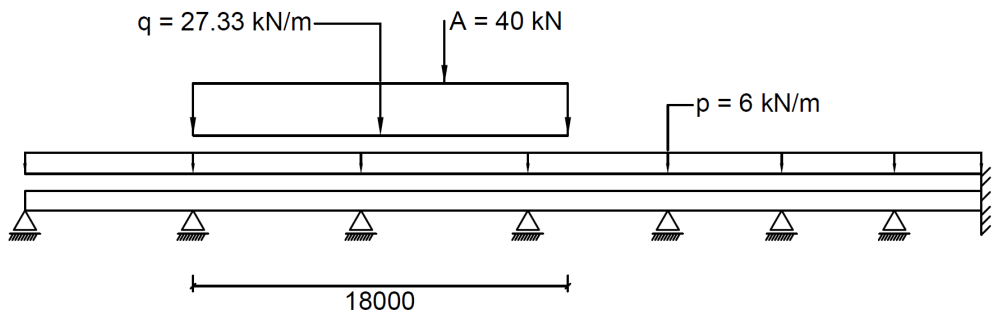 q = 27.33 kN/m
A = 40 kN
p = 6 kN/m
18000